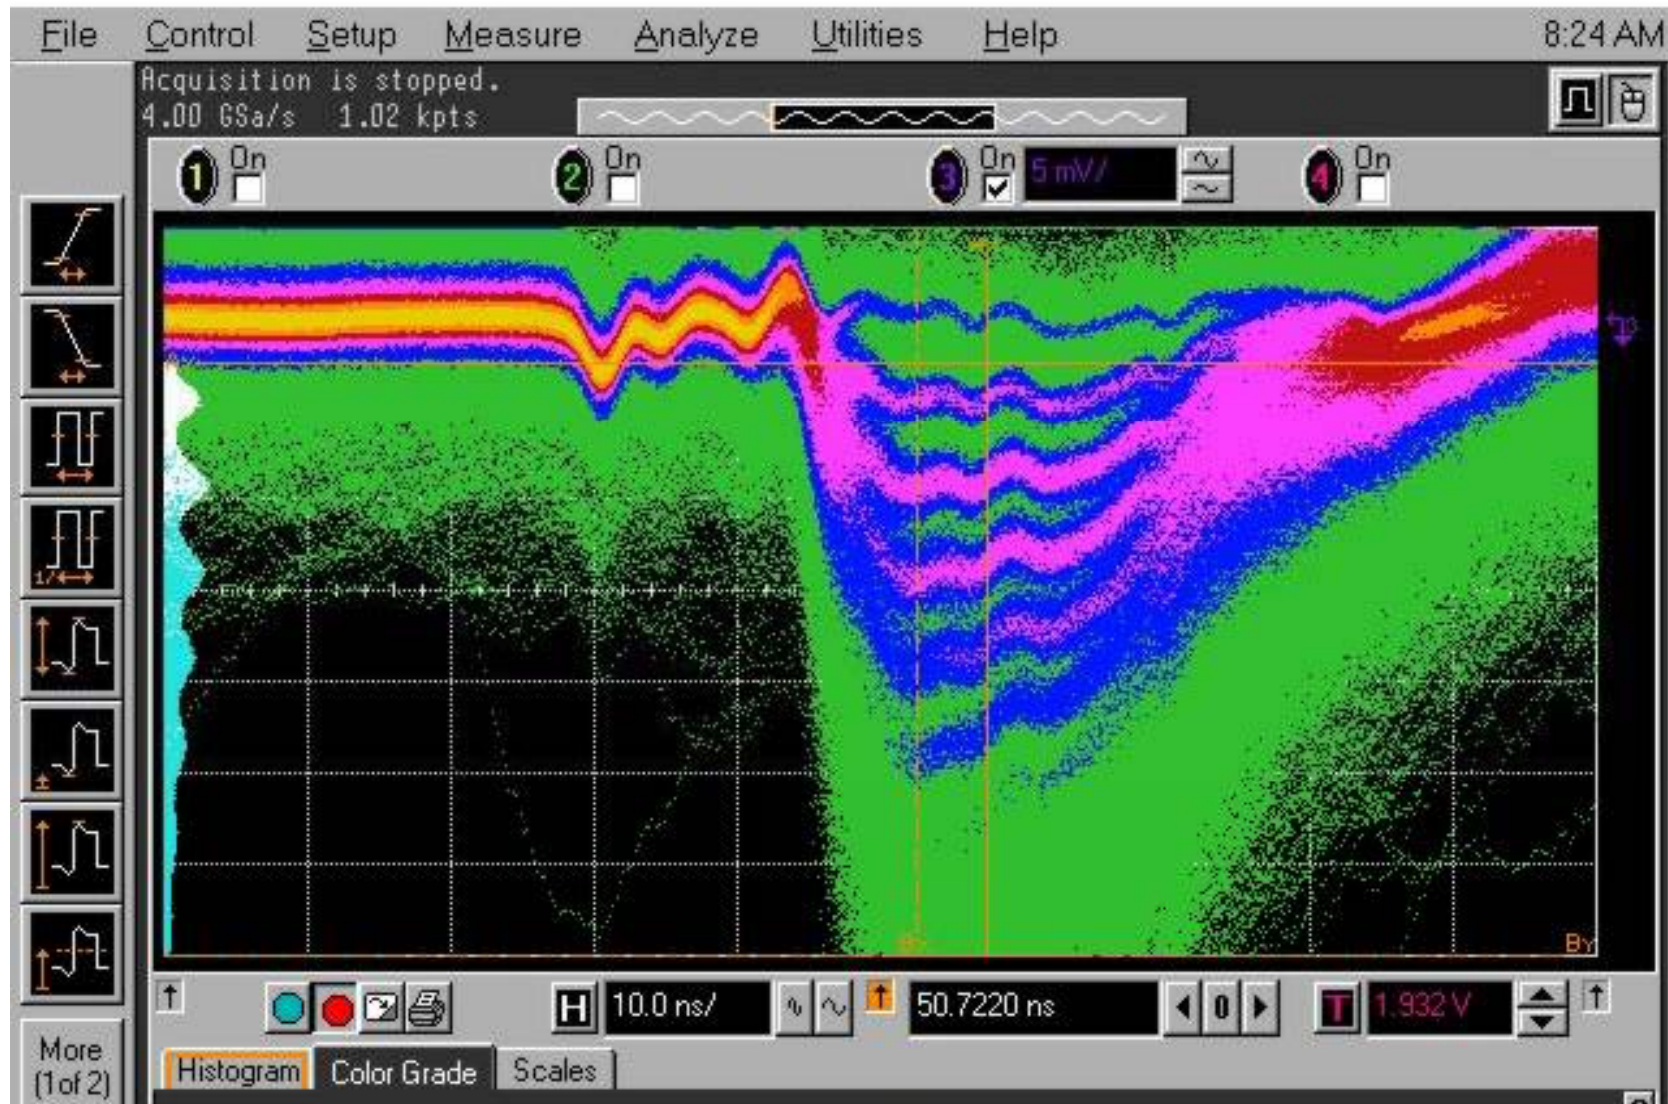 File Control Setup Measure Analyze Utilities Help 8:24 AM
Acquisition is stopped.
4.00 GSa/s 1.02 kpts
1 On 2 On 3 On 5 mV/ 4 On
1/
By
H 10.0 ns/ 50.7220 ns 0 T 1.932 V
More
(1 of 2)
Histogram Color Grade Scales